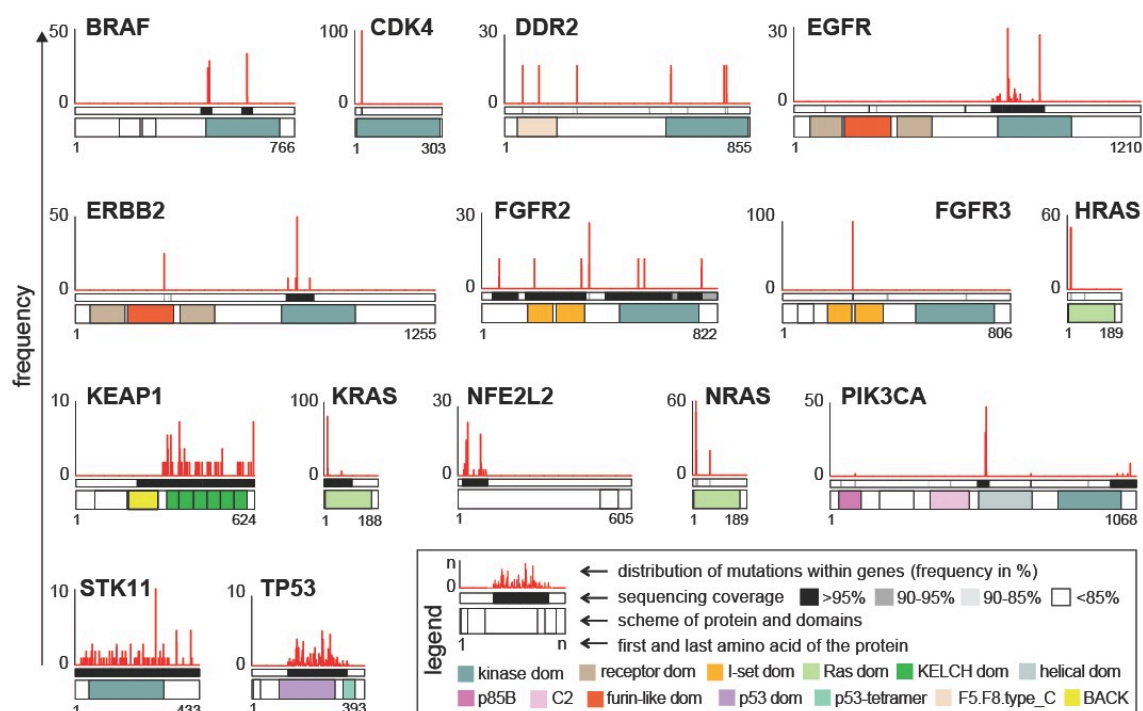 BRAF
50
0
1
766
CDK4
100
0
1
303
DDR2
30
0
1
855
EGFR
30
0
1
1210
frequency
ERBB2
50
0
1
1255
FGFR2
30
0
1
822
FGFR3
100
0
1
806
HRAS
60
0
1
189
KEAP1
10
0
1
624
KRAS
100
0
1
188
NFE2L2
30
0
1
605
NRAS
60
0
1
189
PIK3CA
50
0
1
1068
STK11
10
0
1
433
TP53
10
0
1
393
legend
n
0
1
n
distribution of mutations within genes (frequency in %)
sequencing coverage >95% 90-95% 90-85% <85%
scheme of protein and domains
first and last amino acid of the protein
kinase dom receptor dom I-set dom Ras dom KELCH dom helical dom
p85B C2 furin-like dom p53 dom p53-tetramer F5.F8.type_C BACK